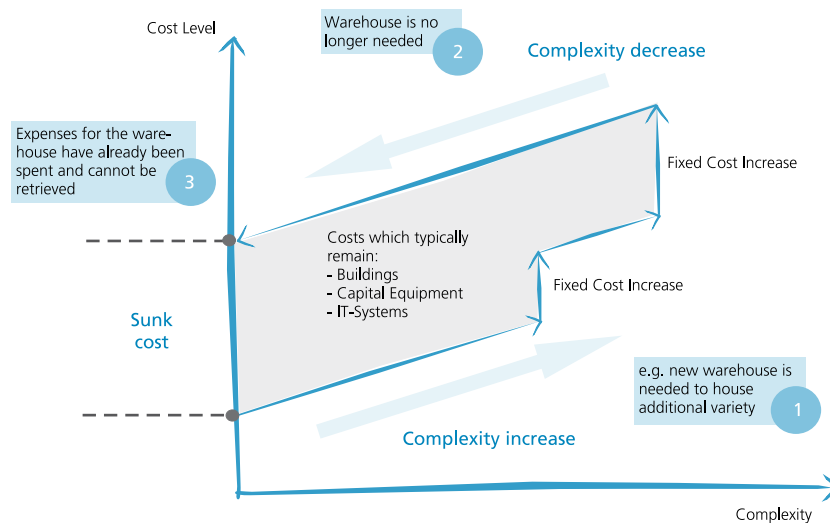 Cost Level
Warehouse is no
longer needed
2
Complexity decrease
Expenses for the ware-
house have already been
spent and cannot be
retrieved
3
Fixed Cost Increase
Costs which typically
remain:
- Buildings
- Capital Equipment
- IT-Systems
Fixed Cost Increase
Sunk
cost
e.g. new warehouse is
needed to house
additional variety
1
Complexity increase
Complexity